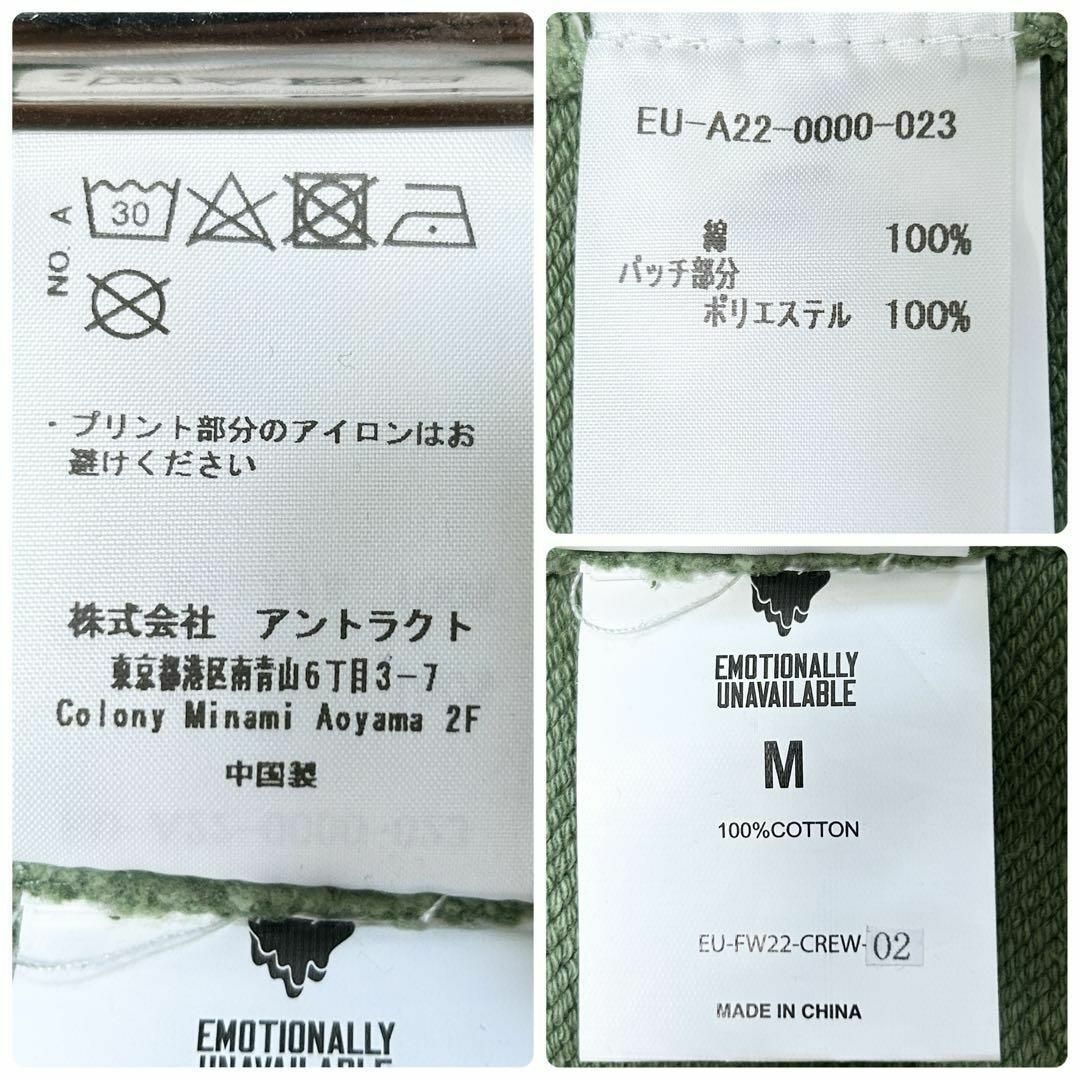 NO. A
30
・プリント部分のアイロンはお
避けください
株式会社 アントラクト
東京都港区南青山6丁目3-7
Colony Minami Aoyama 2F
中国製
EMOTIONALLY
UNAVAILABLE
EU-A22-0000-023
綿 100%
パッチ部分
ポリエステル 100%
EMOTIONALLY
UNAVAILABLE
M
100%COTTON
EU-FW22-CREW-02
MADE IN CHINA